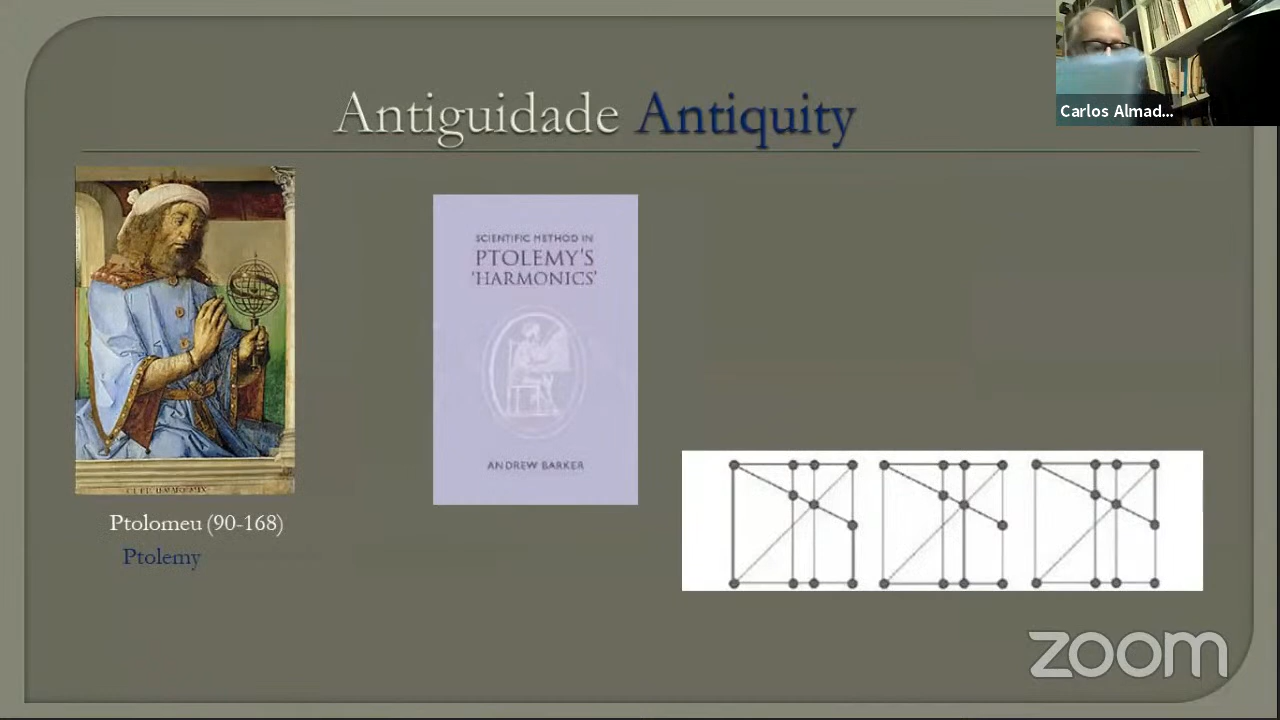 Antiguidade Antiquity
Carlos Almad...
SCIENTIFIC METHOD IN
PTOLEMY'S
'HARMONICS'
ANDREW BARKER
Ptolomeu (90-168)
Ptolemy
zoom